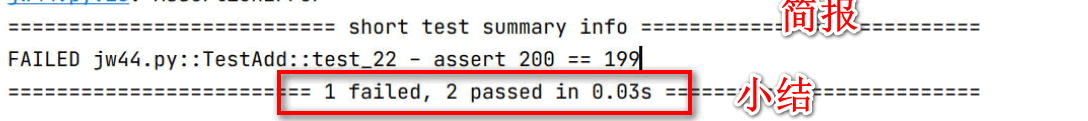 =========================== short test summary info ============================
简报
FAILED jw44.py::TestAdd::test_22 - assert 200 == 199
========================= 1 failed, 2 passed in 0.03s ==========================
小结